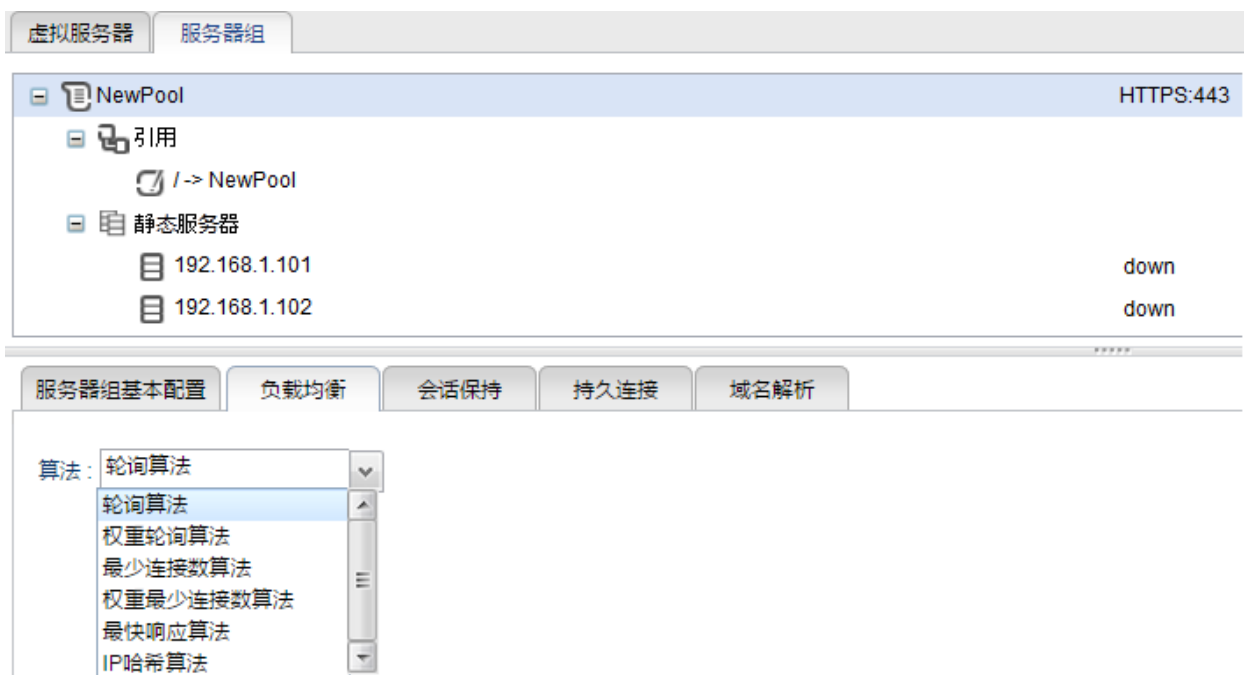 虚拟服务器 服务器组
NewPool HTTPS:443
引用
/ -> NewPool
静态服务器
192.168.1.101 down
192.168.1.102 down
服务器组基本配置 负载均衡 会话保持 持久连接 域名解析
算法: 轮询算法
轮询算法
权重轮询算法
最少连接数算法
权重最少连接数算法
最快响应算法
IP哈希算法